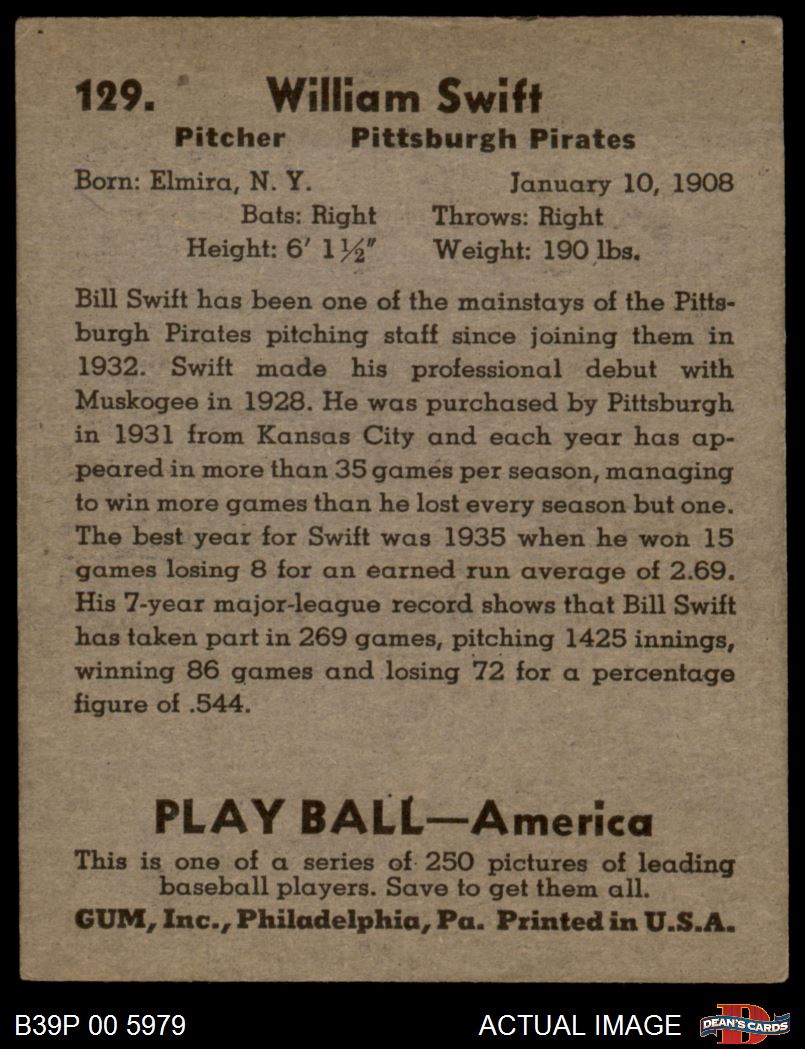 129. William Swift
Pitcher Pittsburgh Pirates
Born: Elmira, N. Y. January 10, 1908
Bats: Right Throws: Right
Height: 6′ 1½″ Weight: 190 lbs.
Bill Swift has been one of the mainstays of the Pitts-
burgh Pirates pitching staff since joining them in
1932. Swift made his professional debut with
Muskogee in 1928. He was purchased by Pittsburgh
in 1931 from Kansas City and each year has ap-
peared in more than 35 games per season, managing
to win more games than he lost every season but one.
The best year for Swift was 1935 when he won 15
games losing 8 for an earned run average of 2.69.
His 7-year major-league record shows that Bill Swift
has taken part in 269 games, pitching 1425 innings,
winning 86 games and losing 72 for a percentage
figure of .544.
PLAY BALL—America
This is one of a series of 250 pictures of leading
baseball players. Save to get them all.
GUM, Inc., Philadelphia, Pa. Printed in U.S.A.
B39P 00 5979 ACTUAL IMAGE D DEAN'S CARDS